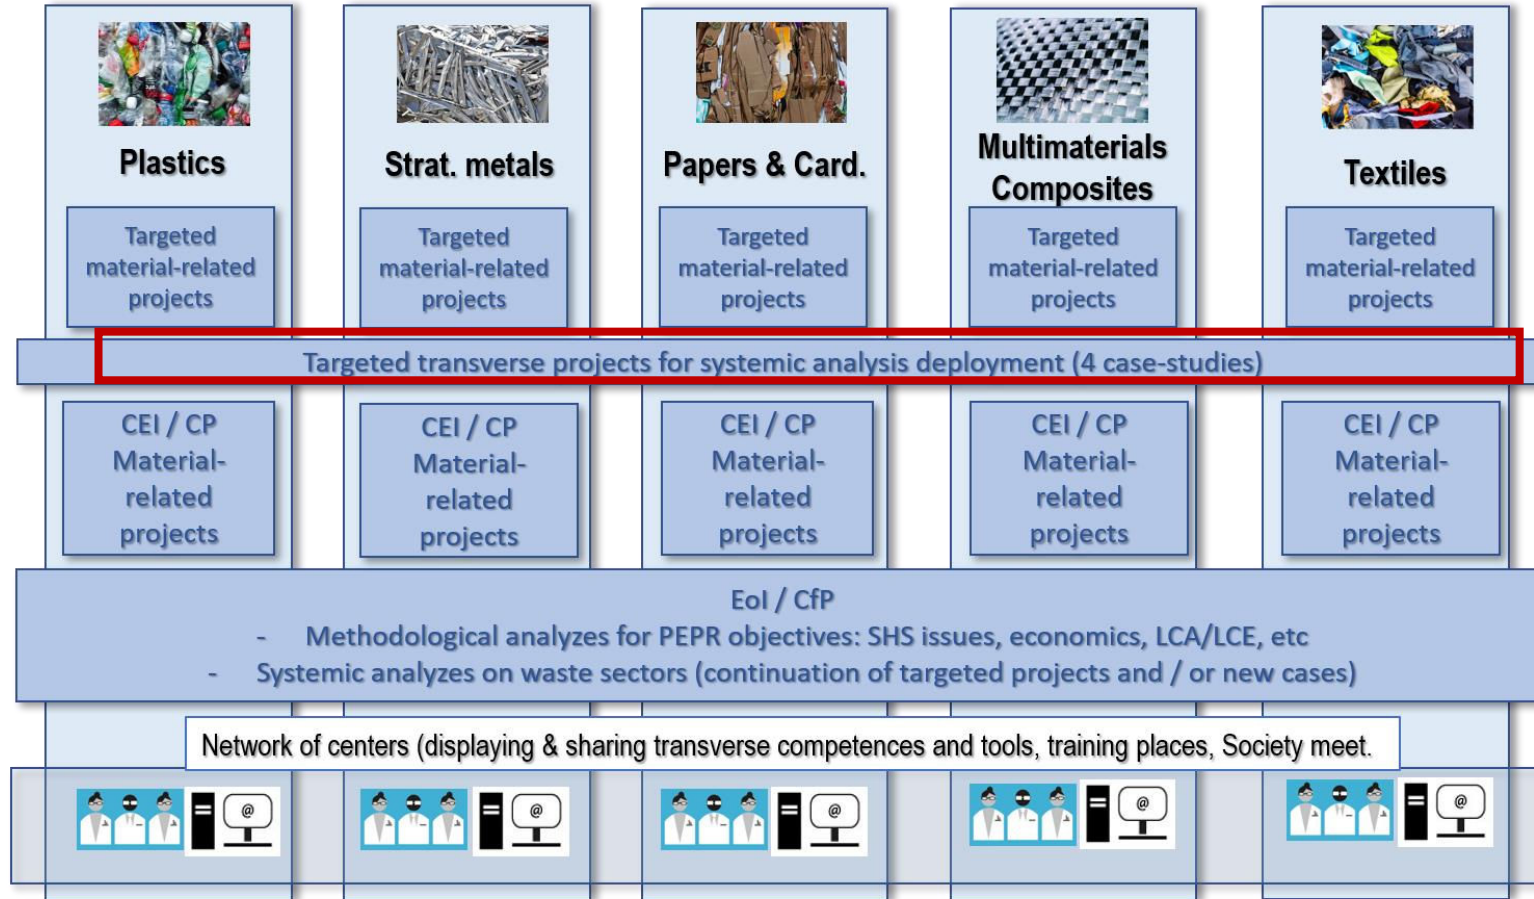 Plastics
Strat. metals
Papers & Card.
Multimaterials
Composites
Textiles
Targeted
material-related
projects
Targeted
material-related
projects
Targeted
material-related
projects
Targeted
material-related
projects
Targeted
material-related
projects
Targeted transverse projects for systemic analysis deployment (4 case-studies)
CEI / CP
Material-
related
projects
CEI / CP
Material-
related
projects
CEI / CP
Material-
related
projects
CEI / CP
Material-
related
projects
CEI / CP
Material-
related
projects
EoI / CfP
- Methodological analyzes for PEPR objectives: SHS issues, economics, LCA/LCE, etc
- Systemic analyzes on waste sectors (continuation of targeted projects and / or new cases)
Network of centers (displaying & sharing transverse competences and tools, training places, Society meet.
@
@
@
@
@